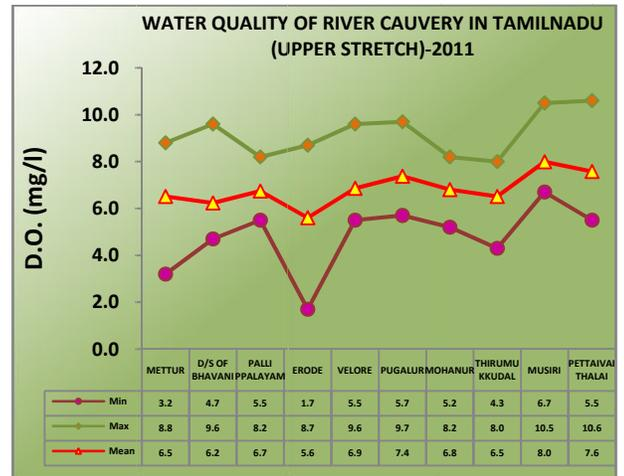 WATER QUALITY OF RIVER CAUVERY IN TAMILNADU
(UPPER STRETCH)-2011
D.O. (mg/l)
12.0
10.0
8.0
6.0
4.0
2.0
0.0
METTUR D/S OF BHAVANI PALLI PPALAYAM ERODE VELORE PUGALUR MOHANUR THIRUMU KKUDAL MUSIRI PETTAIVAI THALAI
Min 3.2 4.7 5.5 1.7 5.5 5.7 5.2 4.3 6.7 5.5
Max 8.8 9.6 8.2 8.7 9.6 9.7 8.2 8.0 10.5 10.6
Mean 6.5 6.2 6.7 5.6 6.9 7.4 6.8 6.5 8.0 7.6